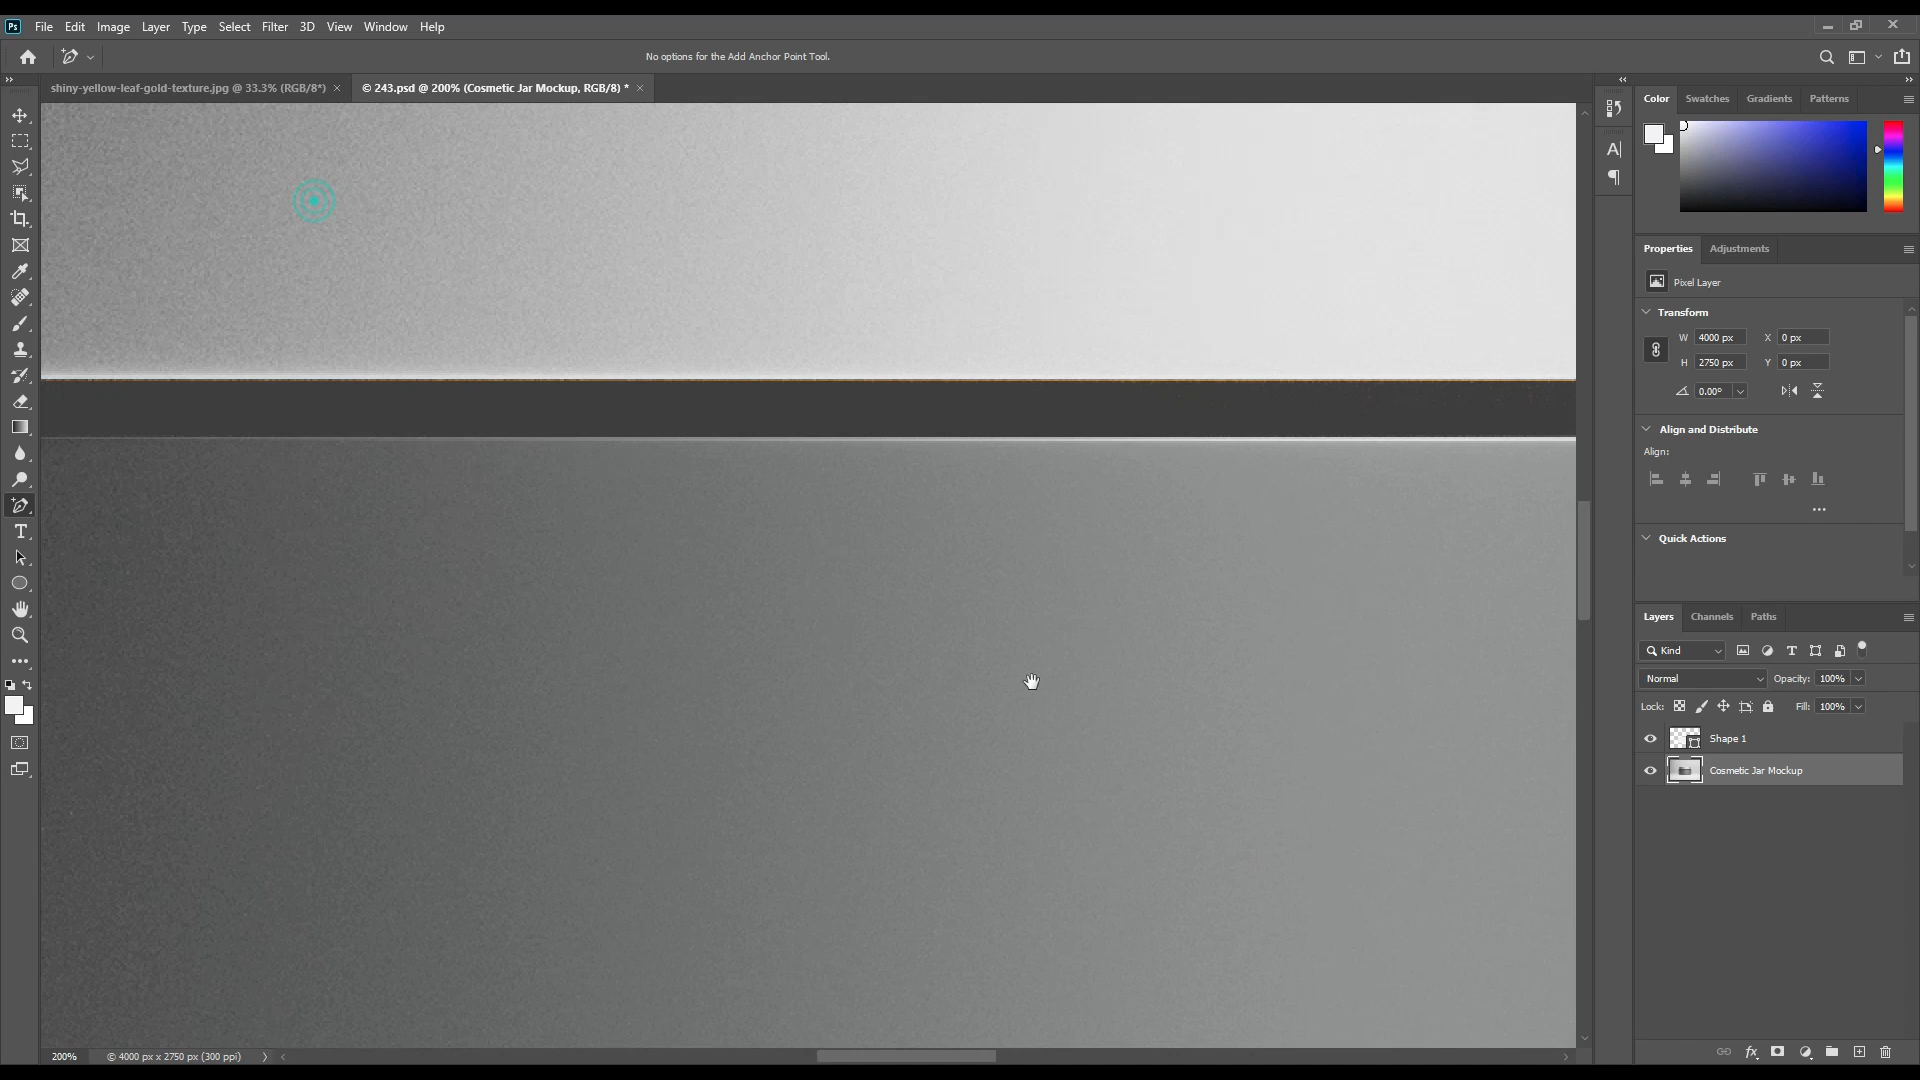 Ps File Edit Image Layer Type Select Filter 3D View Window Help
No options for the Add Anchor Point Tool.
shiny-yellow-leaf-gold-texture.jpg @ 33.3% (RGB/8*) × © 243.psd @ 200% (Cosmetic Jar Mockup, RGB/8) * ×
Color Swatches Gradients Patterns
Properties Adjustments
Pixel Layer
Transform
W 4000 px X 0 px
H 2750 px Y 0 px
0.00°
Align and Distribute
Align:
Quick Actions
Layers Channels Paths
Kind
Normal Opacity: 100%
Lock: Fill: 100%
Shape 1
Cosmetic Jar Mockup
200% © 4000 px x 2750 px (300 ppi)